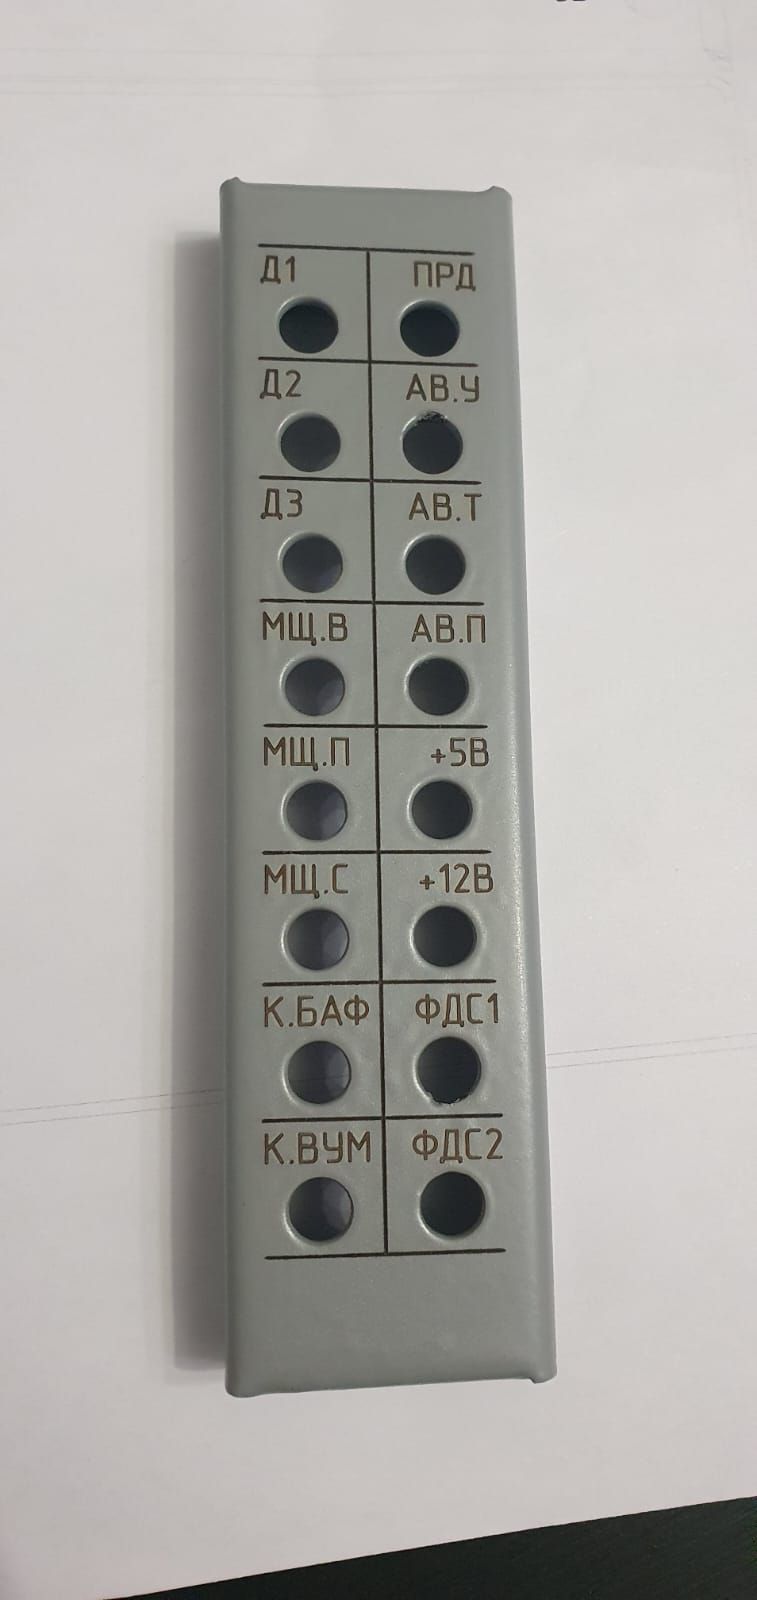 Д1 ПРД
Д2 АВ.У
Д3 АВ.Т
МЩ.В АВ.П
МЩ.П +5В
МЩ.С +12В
К.БАФ ФДС1
К.ВУМ ФДС2